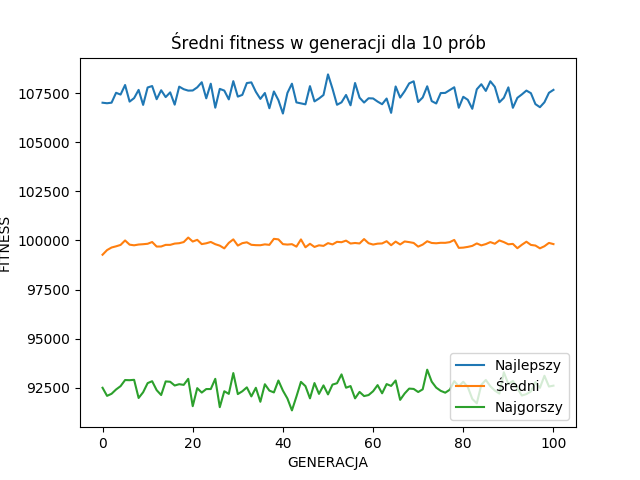 Średni fitness w generacji dla 10 prób
FITNESS
107500
105000
102500
100000
97500
95000
92500
0
20
40
60
80
100
GENERACJA
Najlepszy
Średni
Najgorszy